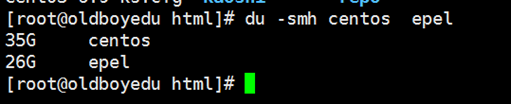 [root@oldboyedu html]# du -smh centos  epel
35G     centos
26G     epel
[root@oldboyedu html]#